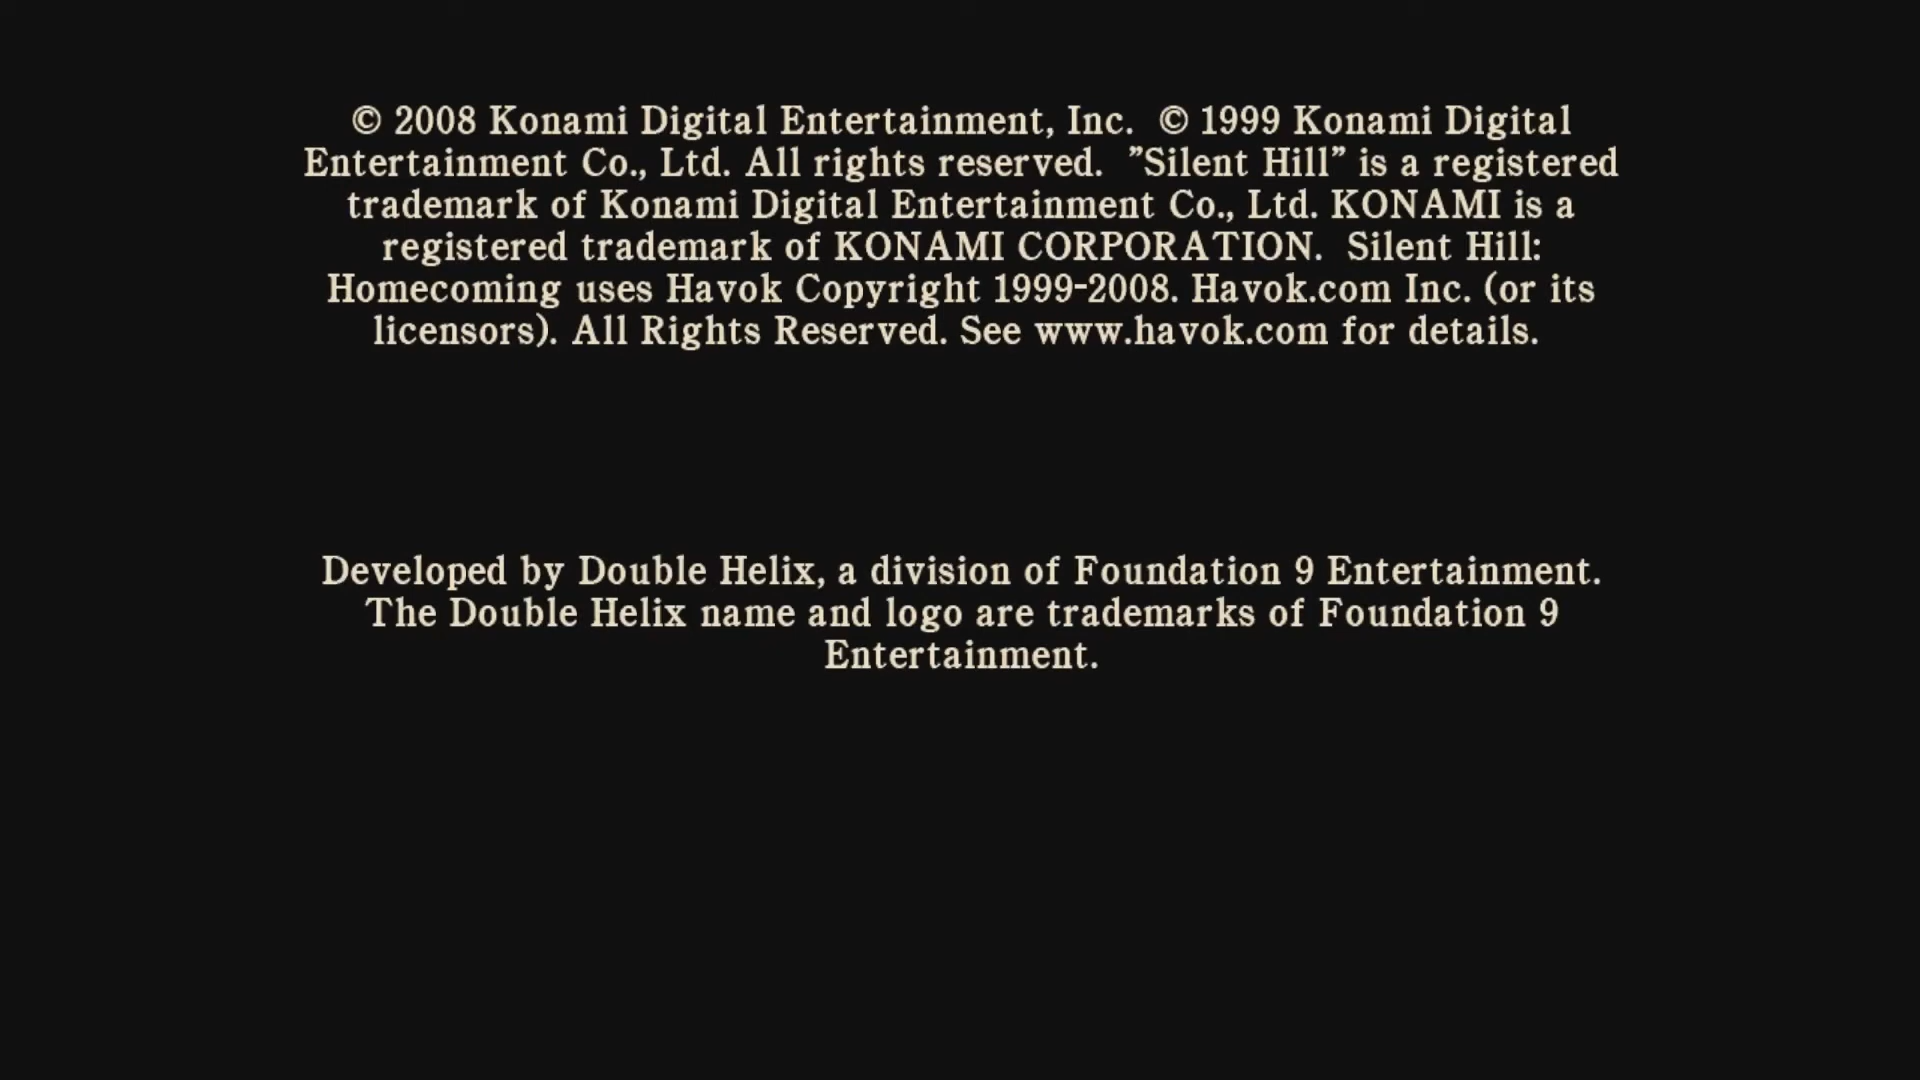 © 2008 Konami Digital Entertainment, Inc.  © 1999 Konami Digital
Entertainment Co., Ltd. All rights reserved.  ”Silent Hill” is a registered
trademark of Konami Digital Entertainment Co., Ltd. KONAMI is a
registered trademark of KONAMI CORPORATION.  Silent Hill:
Homecoming uses Havok Copyright 1999-2008. Havok.com Inc. (or its
licensors). All Rights Reserved. See www.havok.com for details.
Developed by Double Helix, a division of Foundation 9 Entertainment.
The Double Helix name and logo are trademarks of Foundation 9
Entertainment.